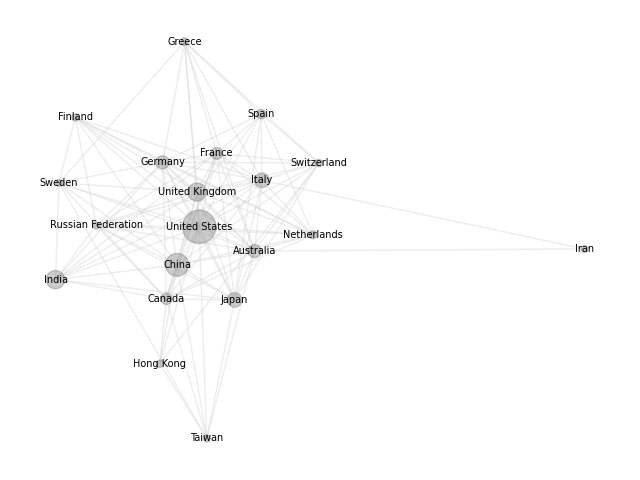 Greece
Spain
Finland
France
Germany
Switzerland
Italy
Sweden
United Kingdom
Russian Federation
United States
Netherlands
Australia
Iran
China
India
Canada
Japan
Hong Kong
Taiwan